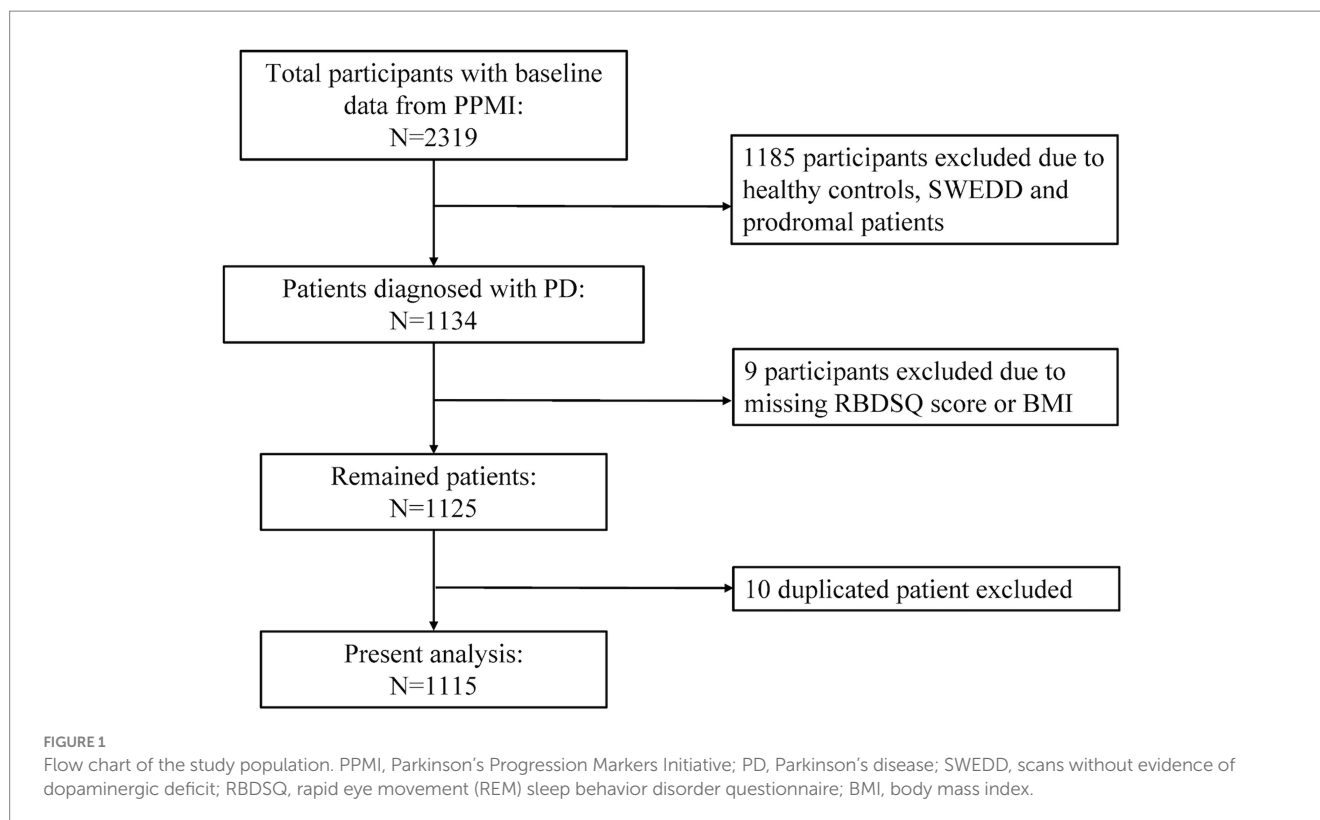 Total participants with baseline
data from PPMI:
N=2319
1185 participants excluded due to
healthy controls, SWEDD and
prodromal patients
Patients diagnosed with PD:
N=1134
9 participants excluded due to
missing RBDSQ score or BMI
Remained patients:
N=1125
10 duplicated patient excluded
Present analysis:
N=1115
FIGURE 1
Flow chart of the study population. PPMI, Parkinson's Progression Markers Initiative; PD, Parkinson's disease; SWEDD, scans without evidence of
dopaminergic deficit; RBDSQ, rapid eye movement (REM) sleep behavior disorder questionnaire; BMI, body mass index.